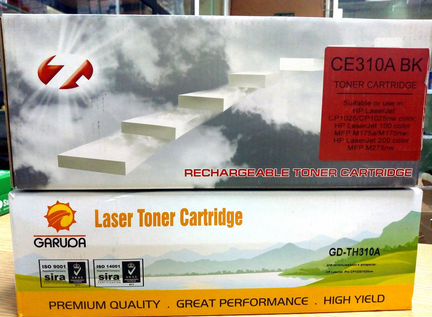 CE310A BK
TONER CARTRIDGE
Suitable or use in
HP LaserJet
CP1025/CP1025nw color
HP LaserJet 100 color
MFP M175a/M175nw
HP LaserJet 200 color
MFP M275nw
RECHARGEABLE TONER CARTRIDGE
Laser Toner Cartridge
GARUDA
GD-TH310A
ISO 9001
ISO 14001
sira
sira
PREMIUM QUALITY . GREAT PERFORMANCE . HIGH YIELD